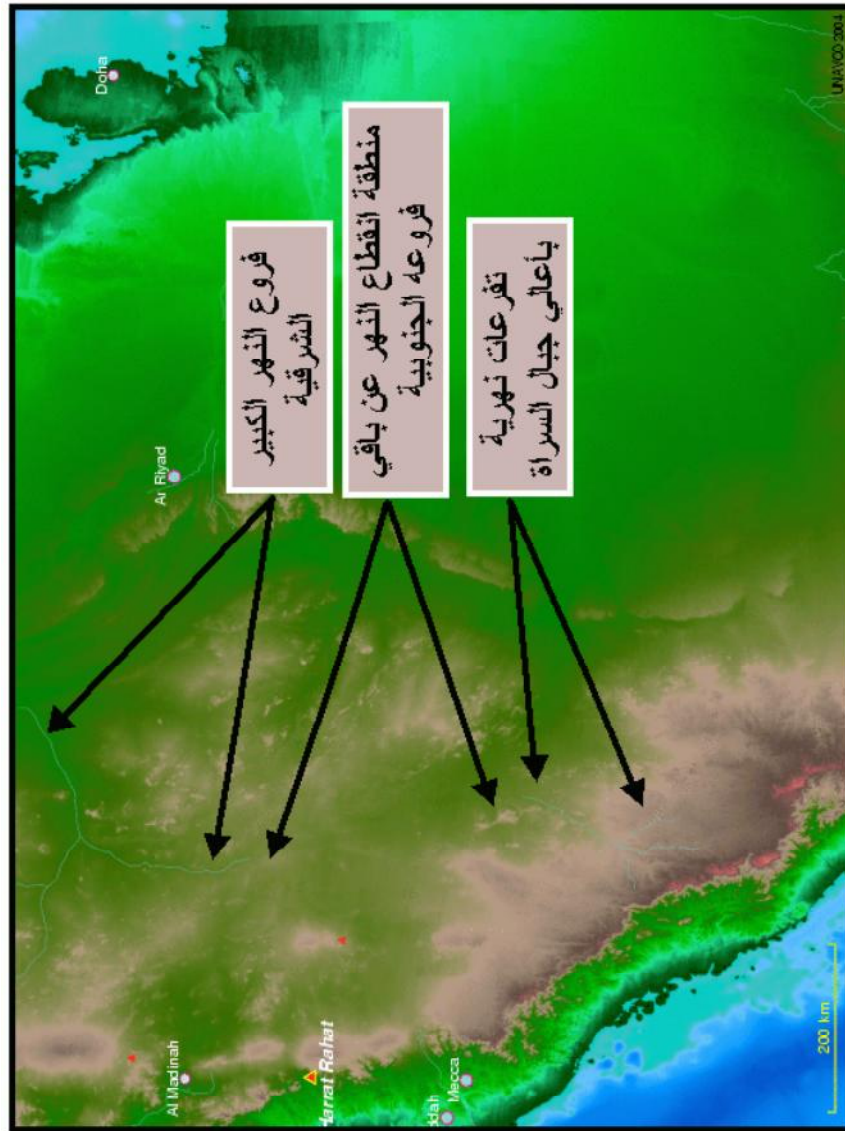 Doha
Ar Riyad
فروع النهر الكبير
الشرقية
منطقة انقطاع النهر عن باقي
فروعه الجنوبية
تفرعات نهرية
بأعالي جبال السراة
Al Madinah
Harrat Rahat
ddah
Mecca
200 km
UNAVCO 2004